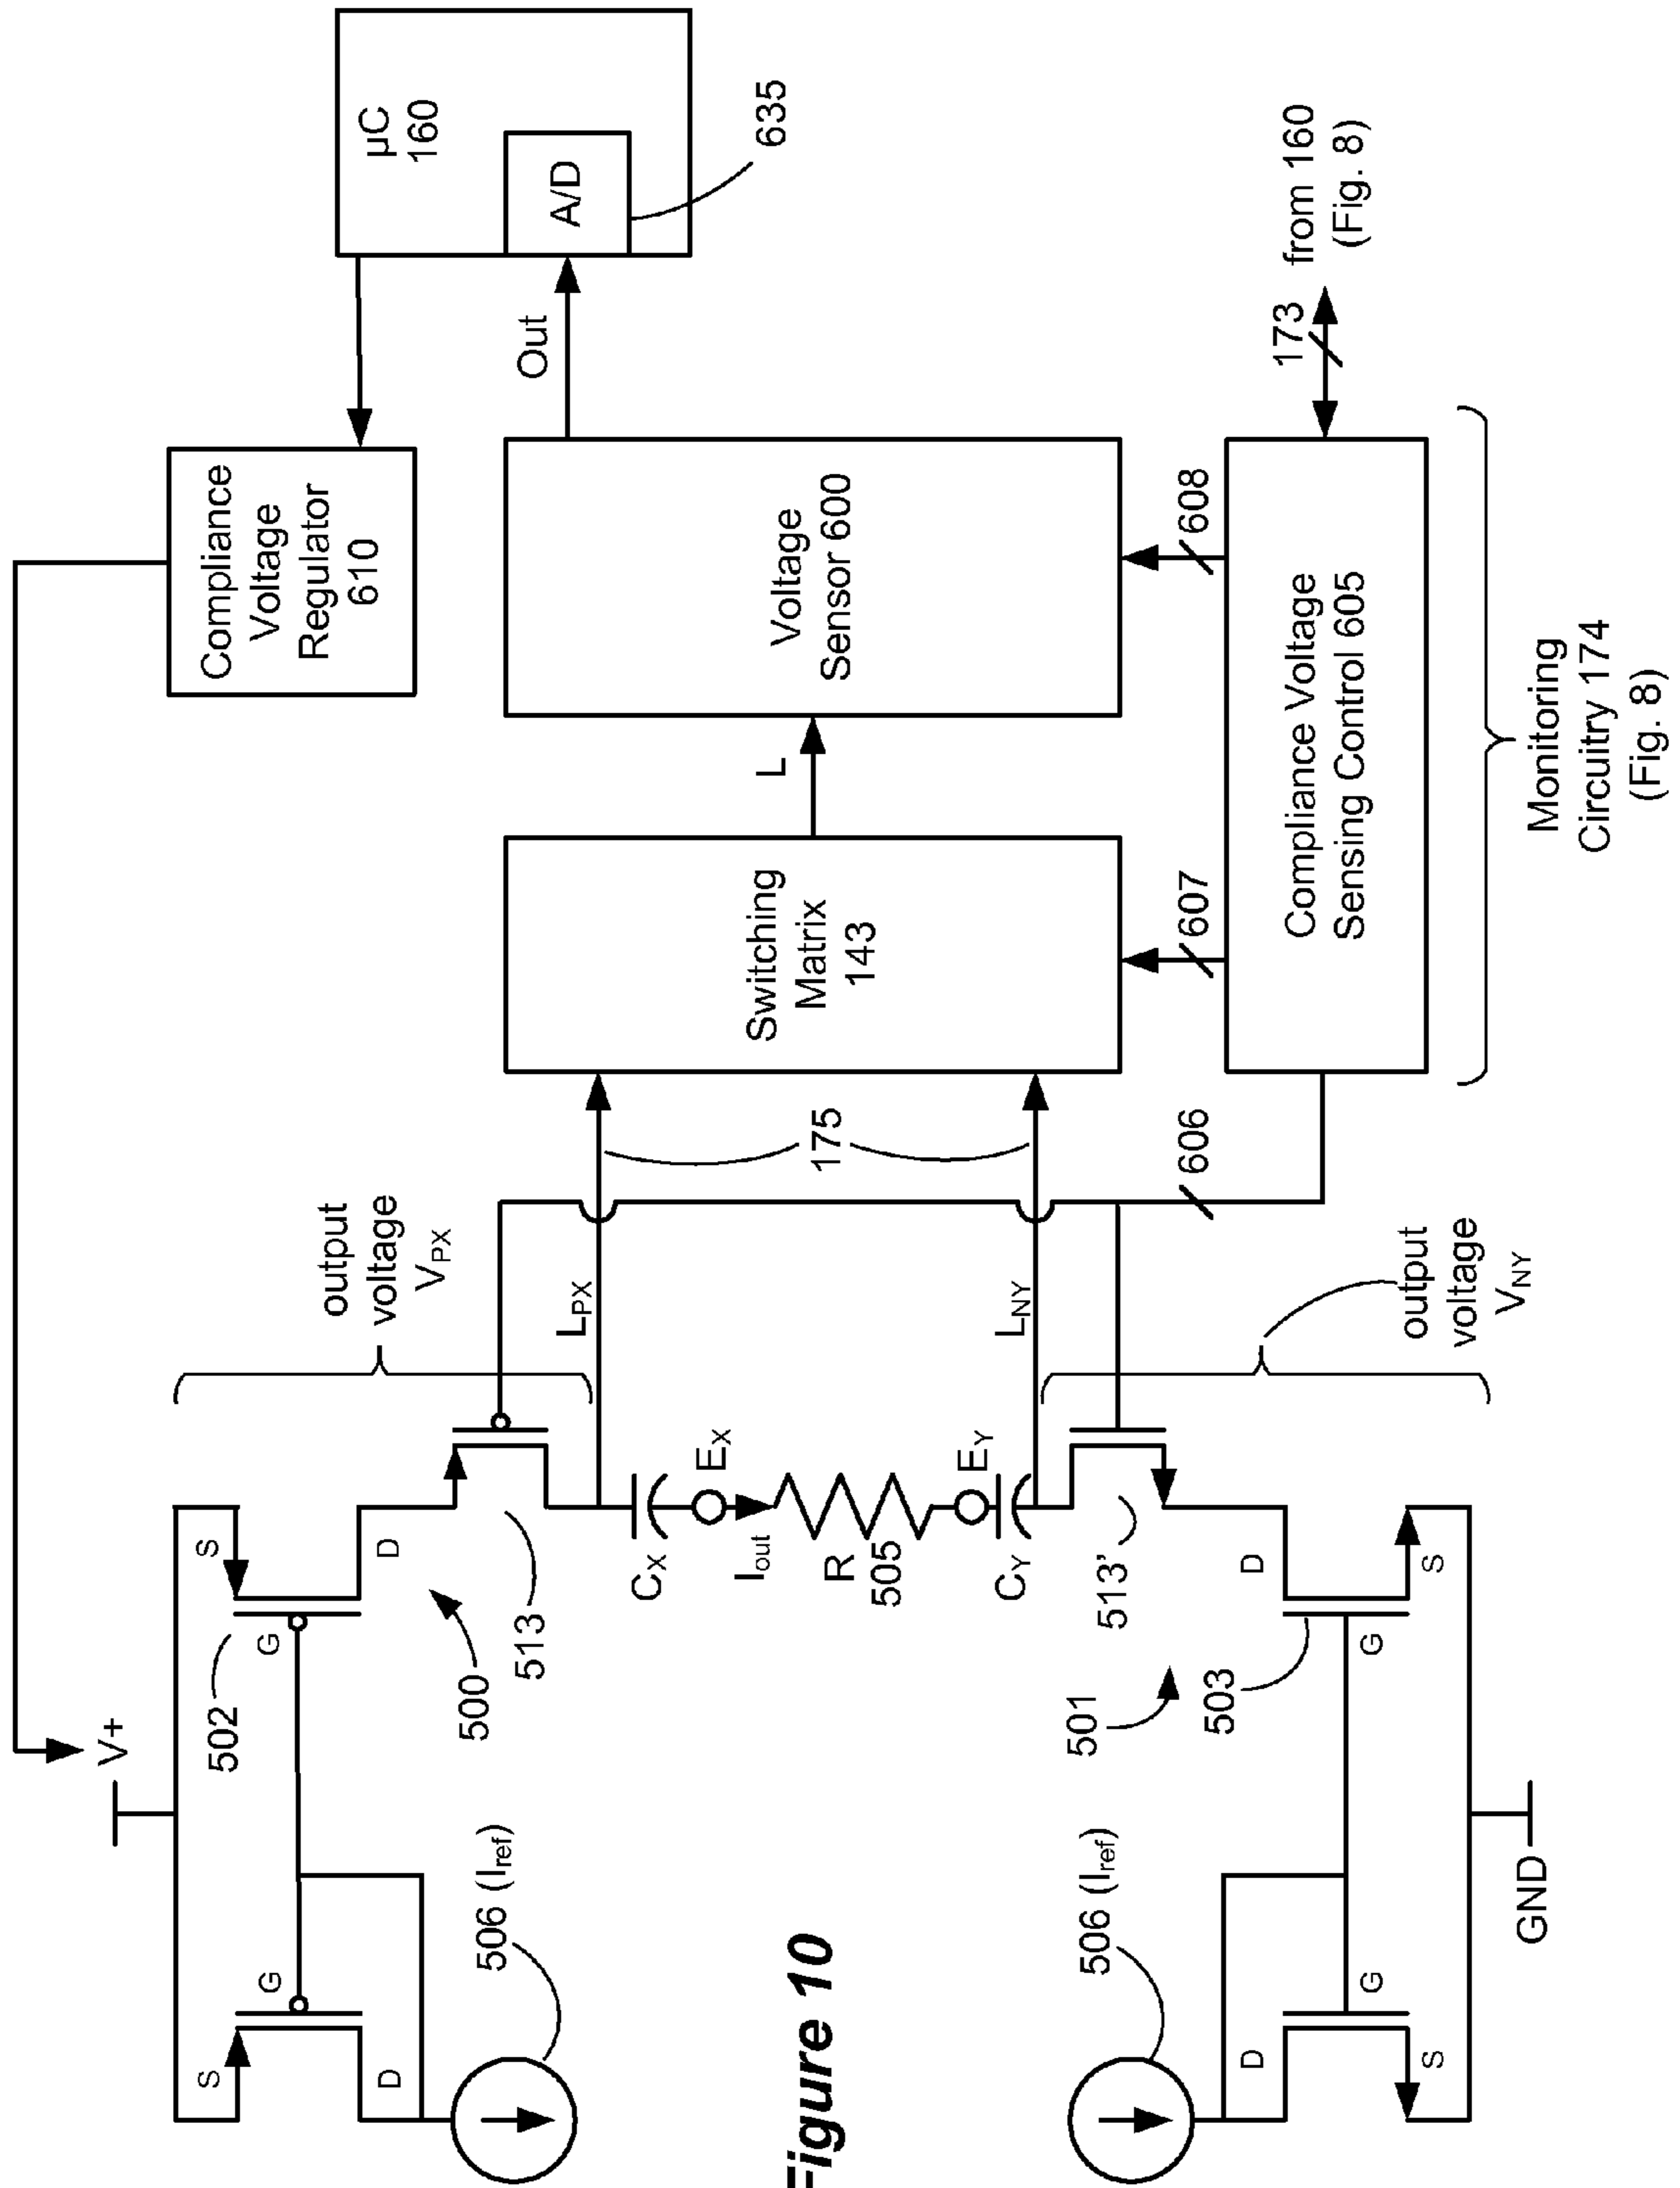 V+
S
S
G
G
502
D
D
500
513
506 (Iref)
output
voltage
VPX
LPX
CX
EX
Iout
R
505
EY
CY
LNY
175
606
513'
501
503
506 (Iref)
D
D
G
G
S
S
GND
output
voltage
VNY
Compliance
Voltage
Regulator
610
µC
160
A/D
635
Out
Switching
Matrix
143
L
Voltage
Sensor 600
607
608
Compliance Voltage
Sensing Control 605
173
from 160
(Fig. 8)
Monitoring
Circuitry 174
(Fig. 8)
Figure 10